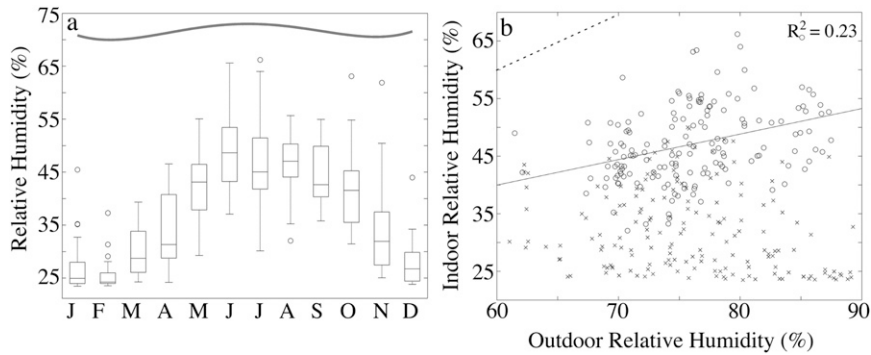 a
Relative Humidity (%)
75
65
55
45
35
25
J F M A M J J A S O N D
b
R² = 0.23
Indoor Relative Humidity (%)
65
55
45
35
25
60 70 80 90
Outdoor Relative Humidity (%)